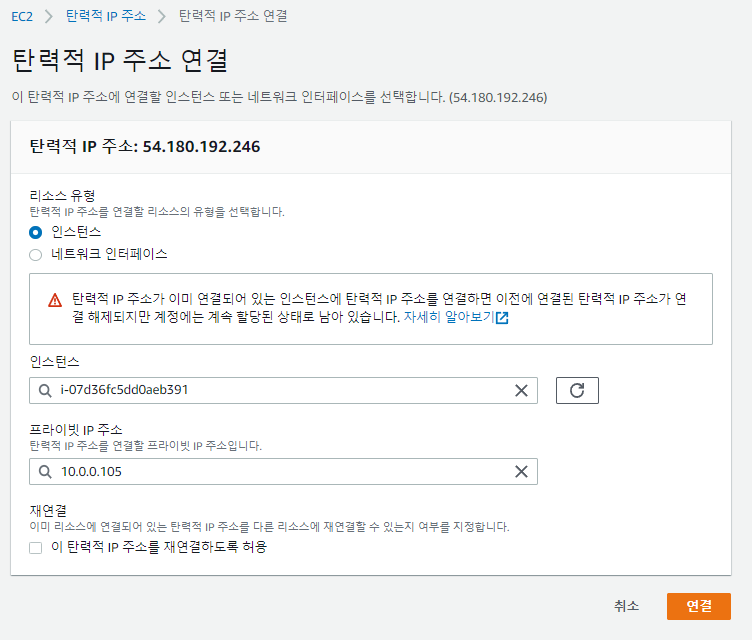 EC2 > 탄력적 IP 주소 > 탄력적 IP 주소 연결
탄력적 IP 주소 연결
이 탄력적 IP 주소에 연결할 인스턴스 또는 네트워크 인터페이스를 선택합니다. (54.180.192.246)
탄력적 IP 주소: 54.180.192.246
리소스 유형
탄력적 IP 주소를 연결할 리소스의 유형을 선택합니다.
인스턴스
네트워크 인터페이스
탄력적 IP 주소가 이미 연결되어 있는 인스턴스에 탄력적 IP 주소를 연결하면 이전에 연결된 탄력적 IP 주소가 연
결 해제되지만 계정에는 계속 할당된 상태로 남아 있습니다. 자세히 알아보기
인스턴스
i-07d36fc5dd0aeb391
프라이빗 IP 주소
탄력적 IP 주소를 연결할 프라이빗 IP 주소입니다.
10.0.0.105
재연결
이미 리소스에 연결되어 있는 탄력적 IP 주소를 다른 리소스에 재연결할 수 있는지 여부를 지정합니다.
이 탄력적 IP 주소를 재연결하도록 허용
취소 연결